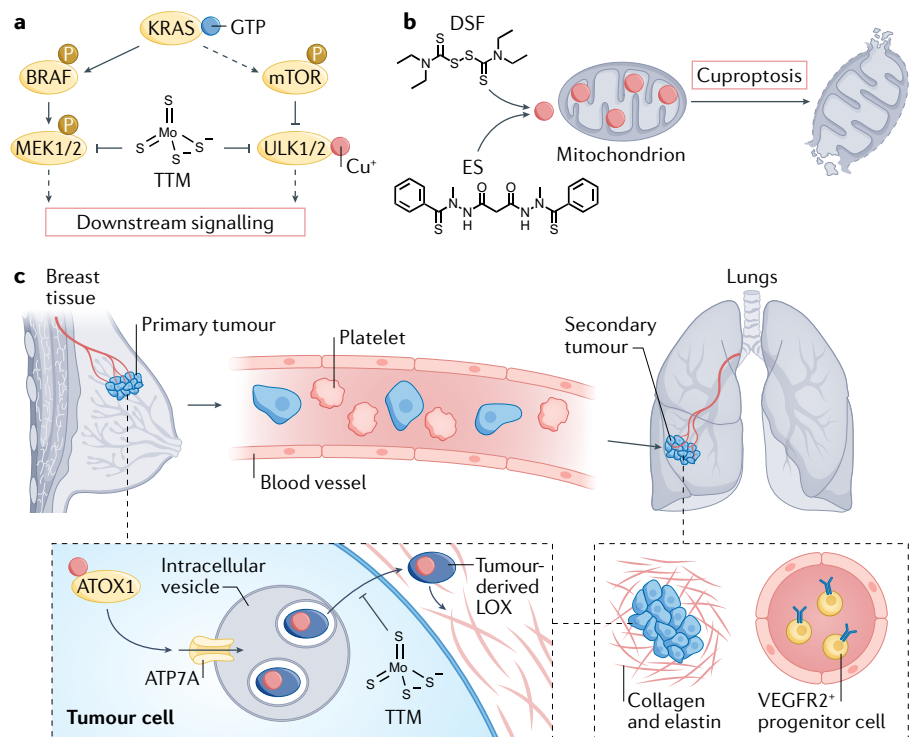 a
KRAS
GTP
P
BRAF
P
mTOR
P
MEK1/2
S
Mo
S
S–
S–
TTM
ULK1/2
Cu⁺
Downstream signalling
b
DSF
S
N
S
S
N
S
Cuproptosis
Mitochondrion
ES
N
N
H
S
O
O
N
H
N
S
c
Breast
tissue
Primary tumour
Platelet
Blood vessel
Lungs
Secondary
tumour
ATOX1
Intracellular
vesicle
ATP7A
Tumour cell
Tumour-
derived
LOX
S
Mo
S
S–
S–
TTM
Collagen
and elastin
VEGFR2⁺
progenitor cell